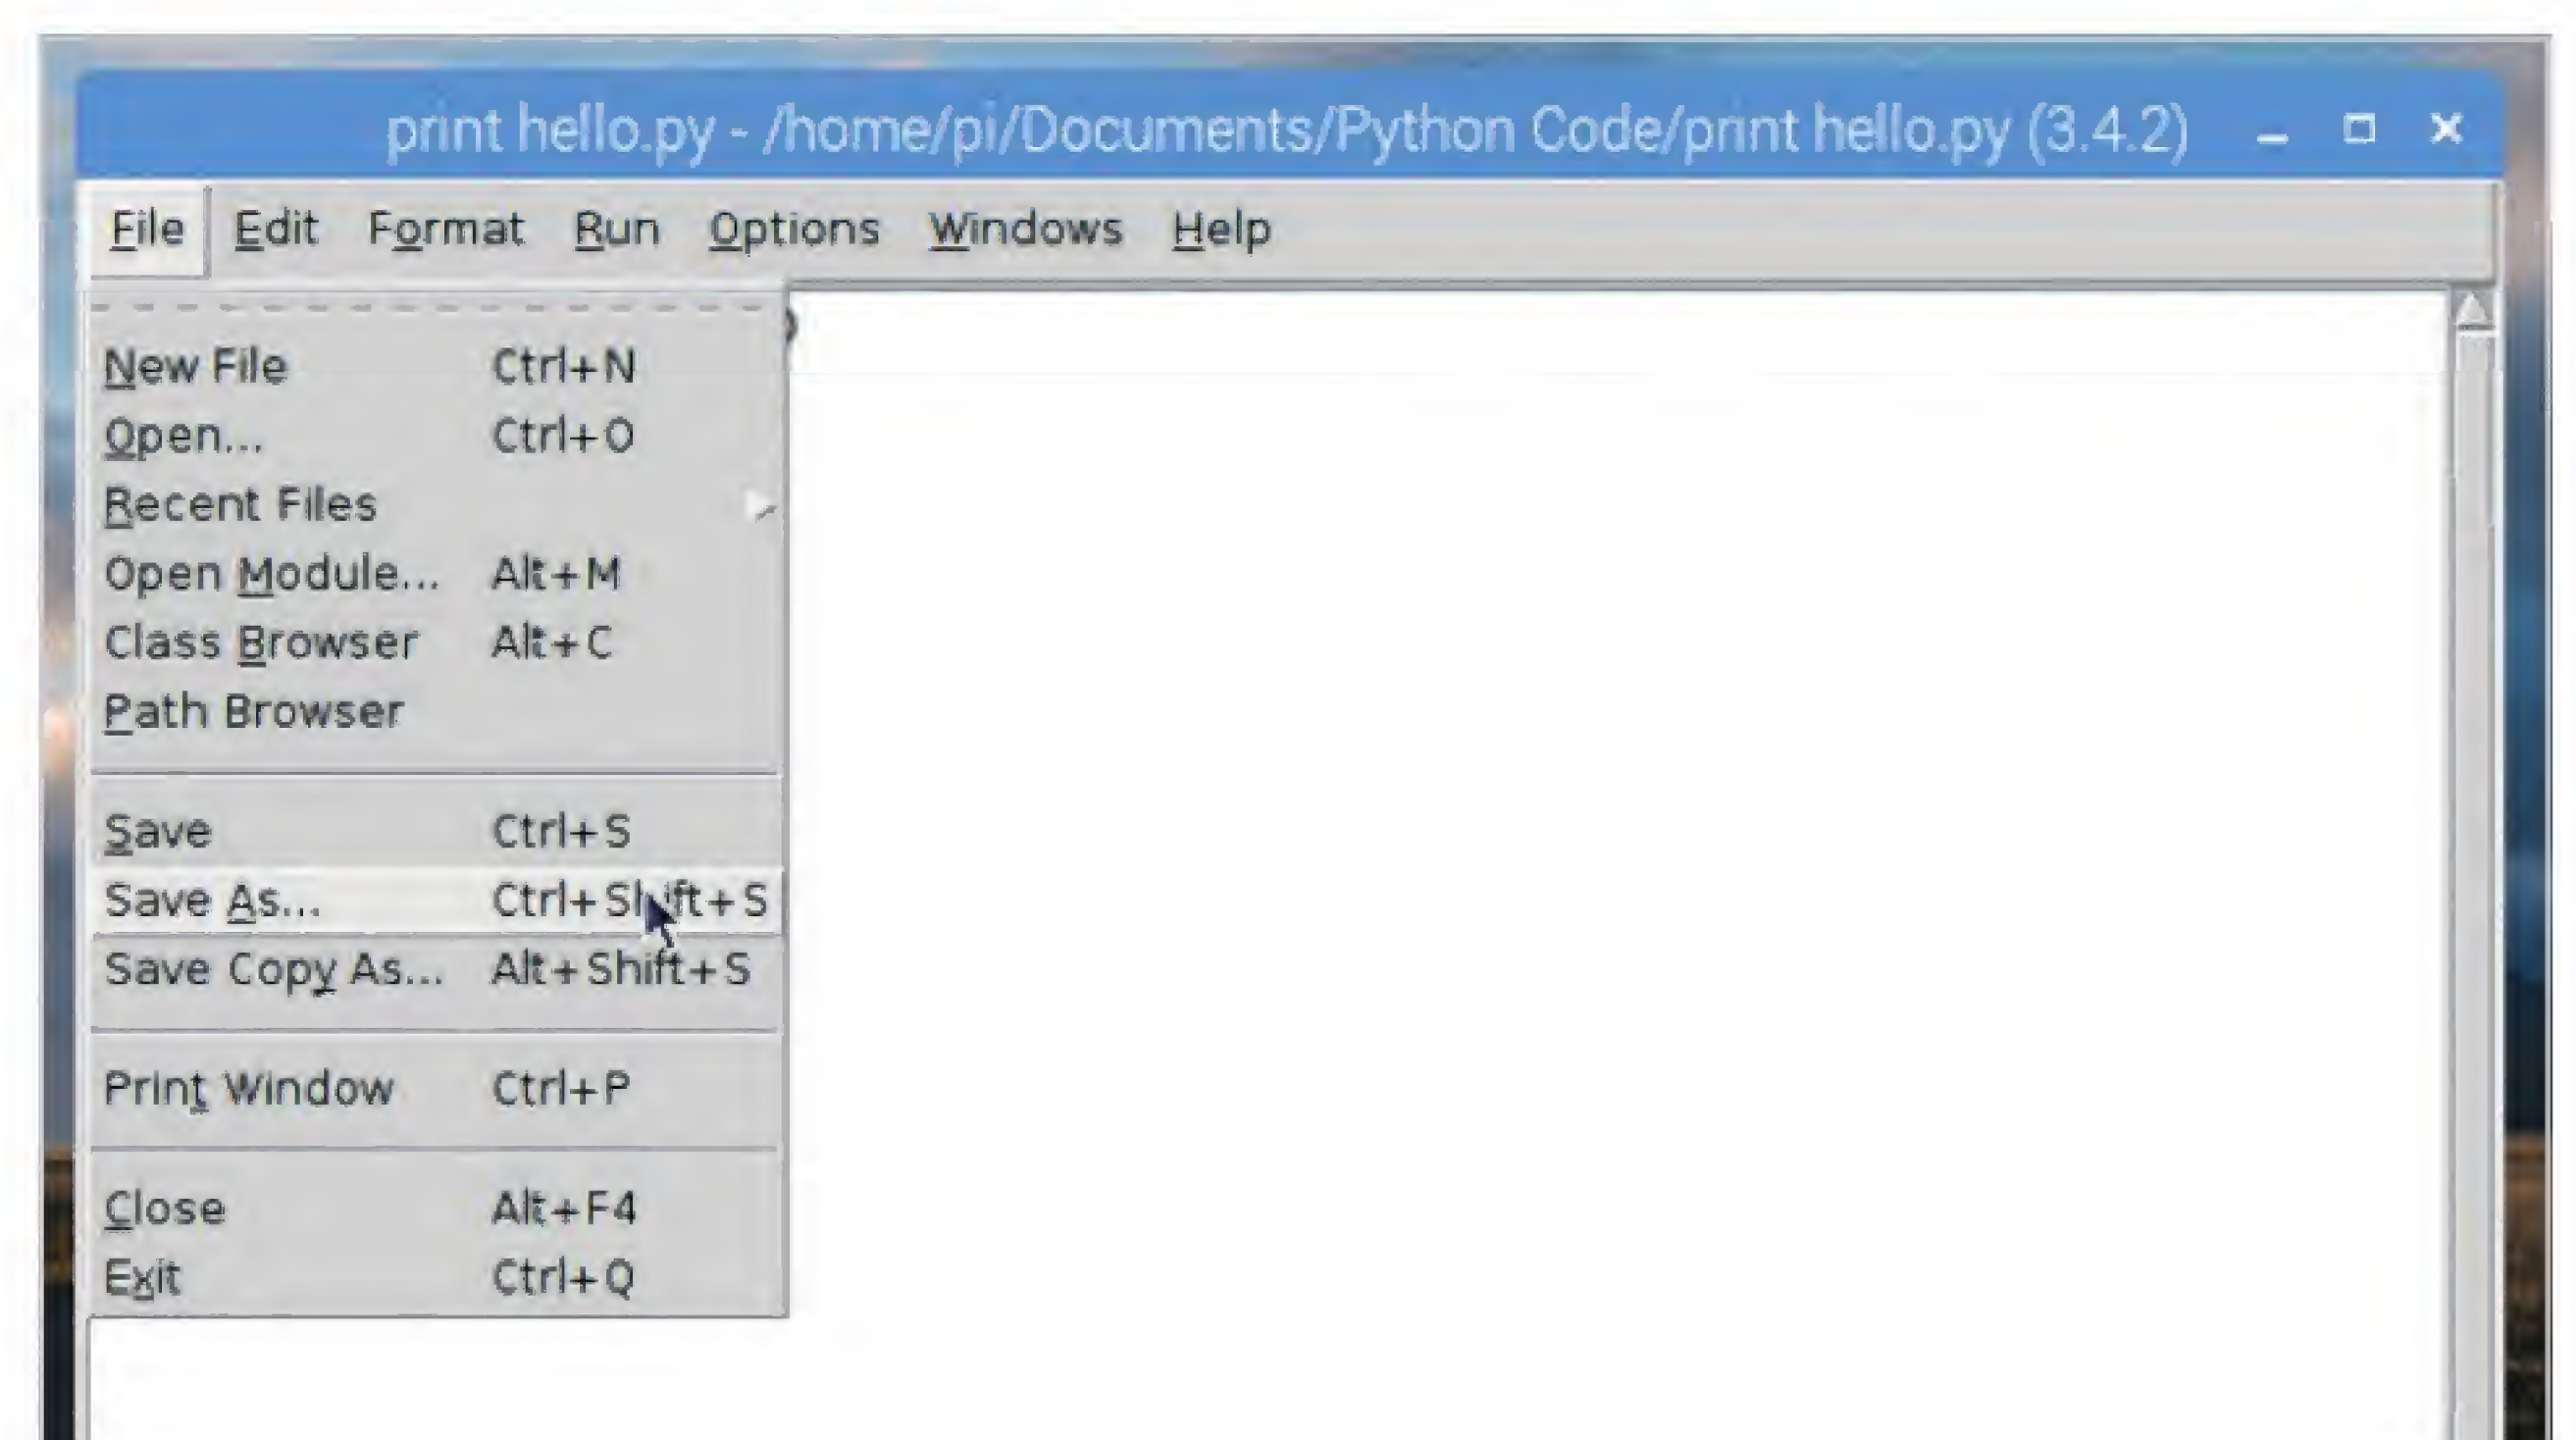 print hello.py - /home/pi/Documents/Python Code/print hello.py (3.4.2)
File Edit Format Run Options Windows Help
)
New File Ctrl+N
Open... Ctrl+O
Recent Files
Open Module... Alt+M
Class Browser Alt+C
Path Browser
Save Ctrl+S
Save As... Ctrl+Shift+S
Save Copy As... Alt+Shift+S
Print Window Ctrl+P
Close Alt+F4
Exit Ctrl+Q